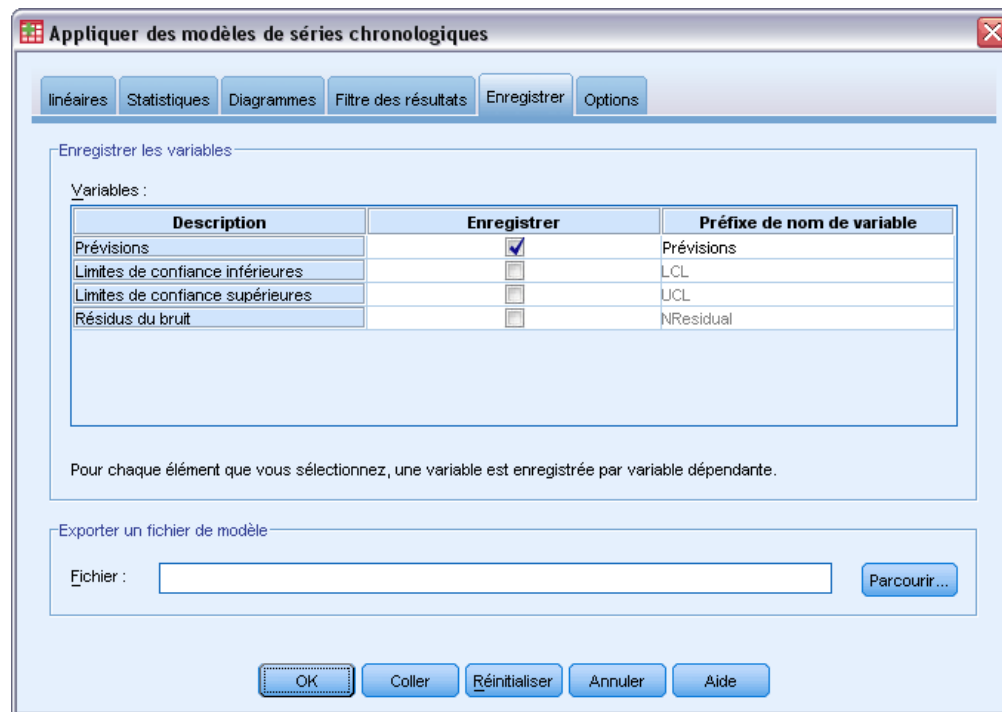 Appliquer des modèles de séries chronologiques
linéaires Statistiques Diagrammes Filtre des résultats Enregistrer Options
Enregistrer les variables
Variables :
Description Enregistrer Préfixe de nom de variable
Prévisions Prévisions
Limites de confiance inférieures LCL
Limites de confiance supérieures UCL
Résidus du bruit NResidual
Pour chaque élément que vous sélectionnez, une variable est enregistrée par variable dépendante.
Exporter un fichier de modèle
Fichier : Parcourir...
OK Coller Réinitialiser Annuler Aide